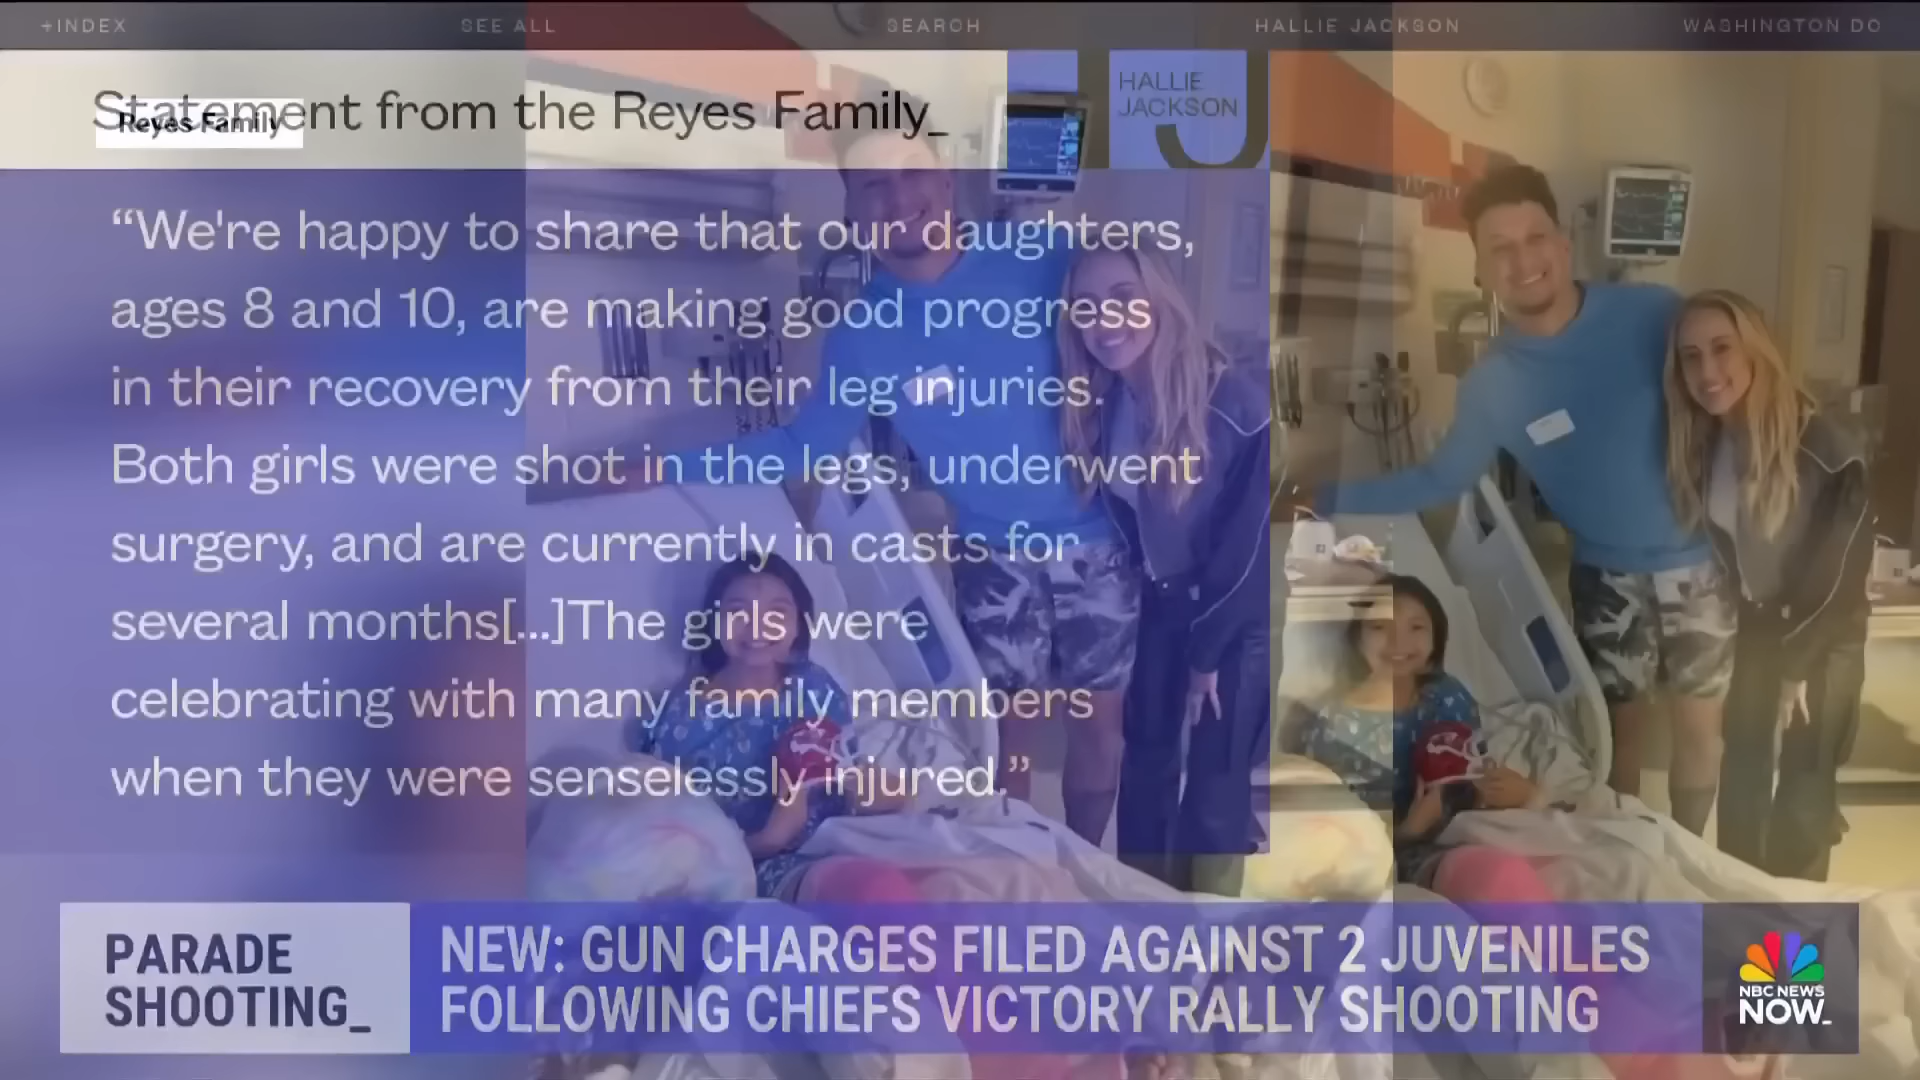 +INDEX
SEE ALL
SEARCH
HALLIE JACKSON
WASHINGTON DC
Statement from the Reyes Family_
Reyes Family
HALLIE
JACKSON
“We're happy to share that our daughters,
ages 8 and 10, are making good progress
in their recovery from their leg injuries.
Both girls were shot in the legs, underwent
surgery, and are currently in casts for
several months[...]The girls were
celebrating with many family members
when they were senselessly injured.”
PARADE
SHOOTING_
NEW: GUN CHARGES FILED AGAINST 2 JUVENILES
FOLLOWING CHIEFS VICTORY RALLY SHOOTING
NBC NEWS
NOW_